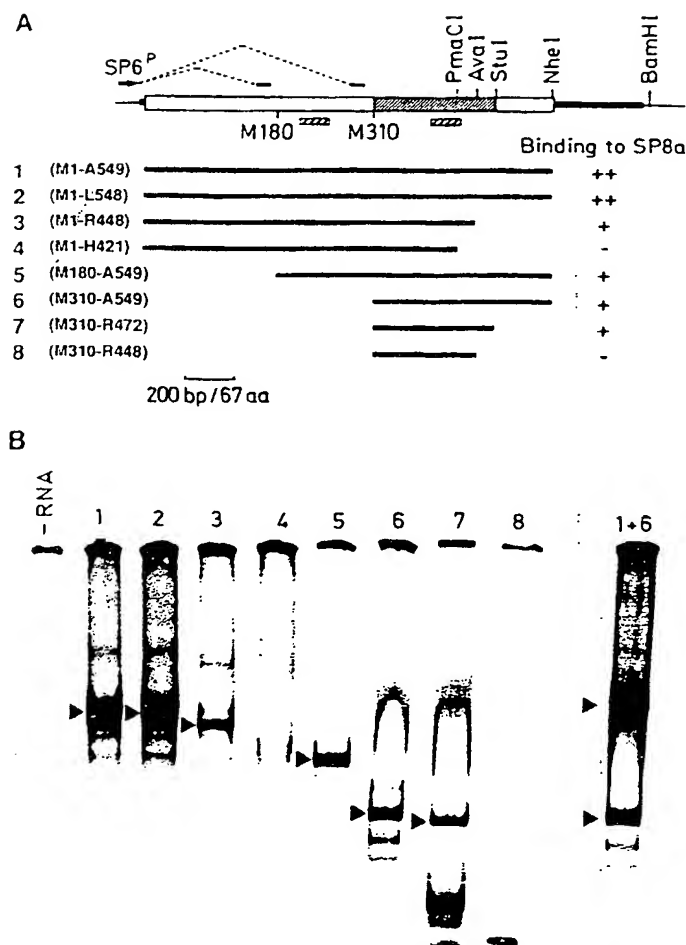 A
SP6 P
PmaCI
AvaI
StuI
NheI
BamHI
M180
M310
Binding to SP8a
1 (M1-A549) ++
2 (M1-L548) ++
3 (M1-R448) +
4 (M1-H421) -
5 (M180-A549) +
6 (M310-A549) +
7 (M310-R472) +
8 (M310-R448) -
200 bp/67 aa
B
-RNA 1 2 3 4 5 6 7 8 1+6